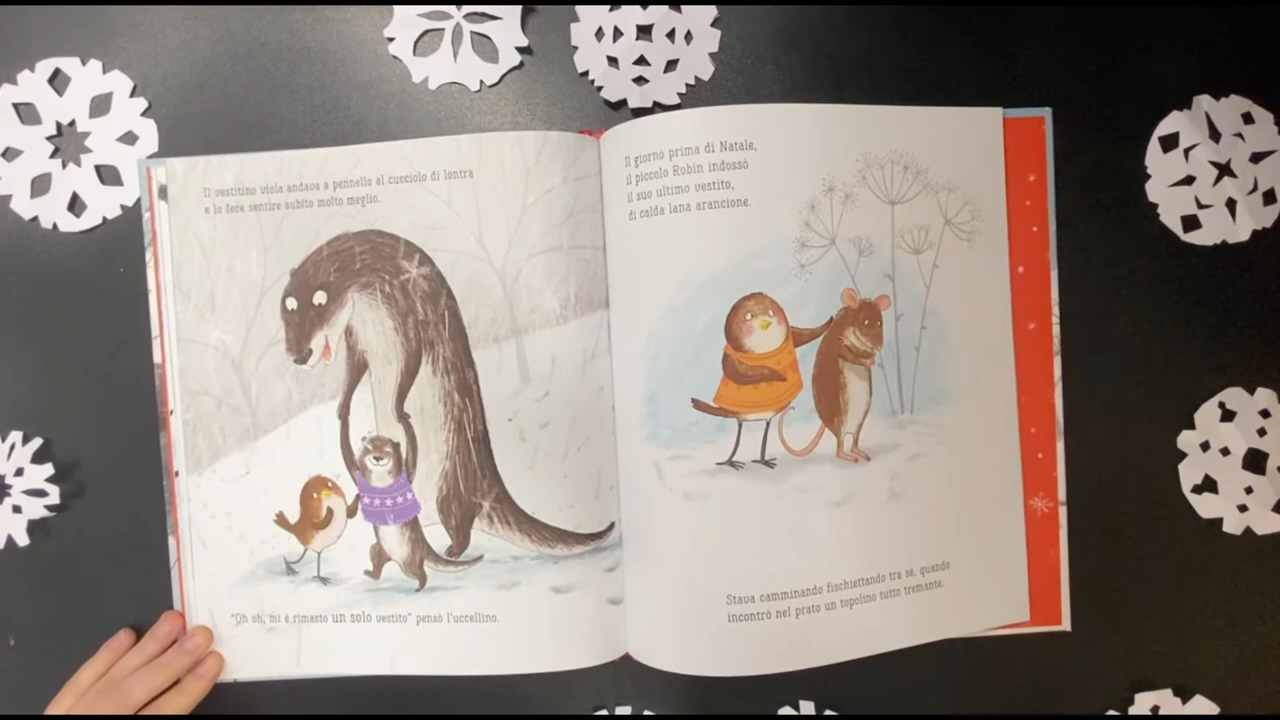 Il vestitino viola andava a pennello al cucciolo di lontra
e lo fece sentire subito molto meglio.
"Oh oh, mi è rimasto un solo vestito" pensò l'uccellino.
Il giorno prima di Natale,
il piccolo Robin indossò
il suo ultimo vestito,
di calda lana arancione.
Stava camminando fischiettando tra sé, quando
incontrò nel prato un topolino tutto tremante.